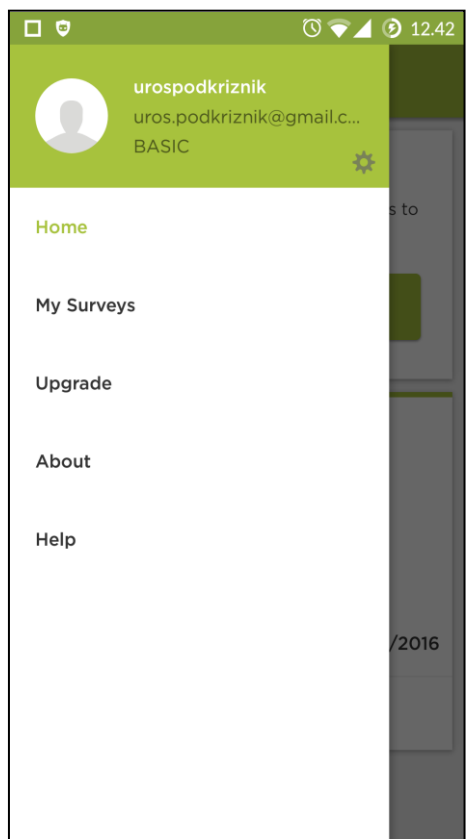 12.42
urospodkriznik
uros.podkriznik@gmail.c...
BASIC
s to
Home
My Surveys
Upgrade
About
Help
/2016